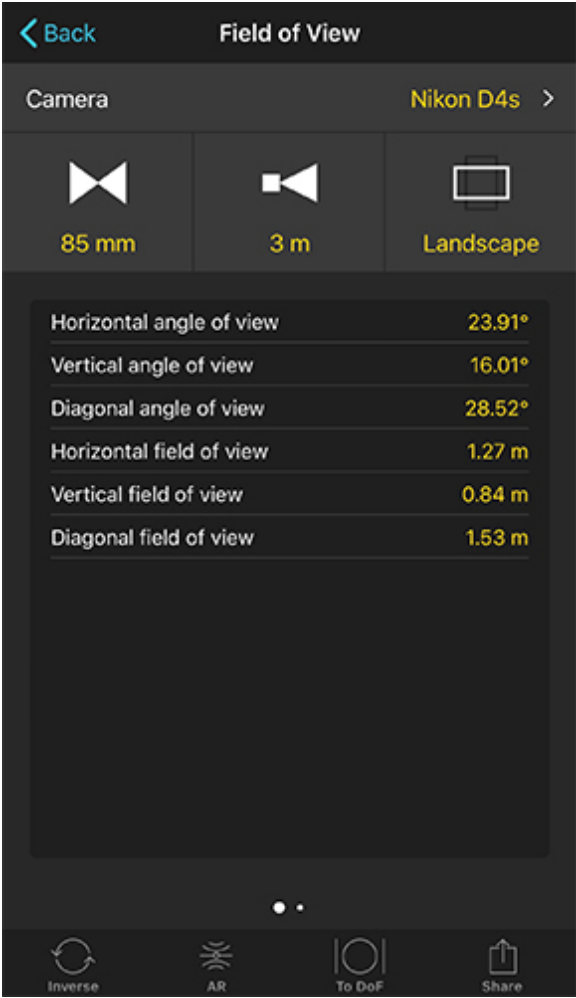 Back Field of View
Camera Nikon D4s
85 mm 3 m Landscape
Horizontal angle of view 23.91°
Vertical angle of view 16.01°
Diagonal angle of view 28.52°
Horizontal field of view 1.27 m
Vertical field of view 0.84 m
Diagonal field of view 1.53 m
Inverse AR To DoF Share